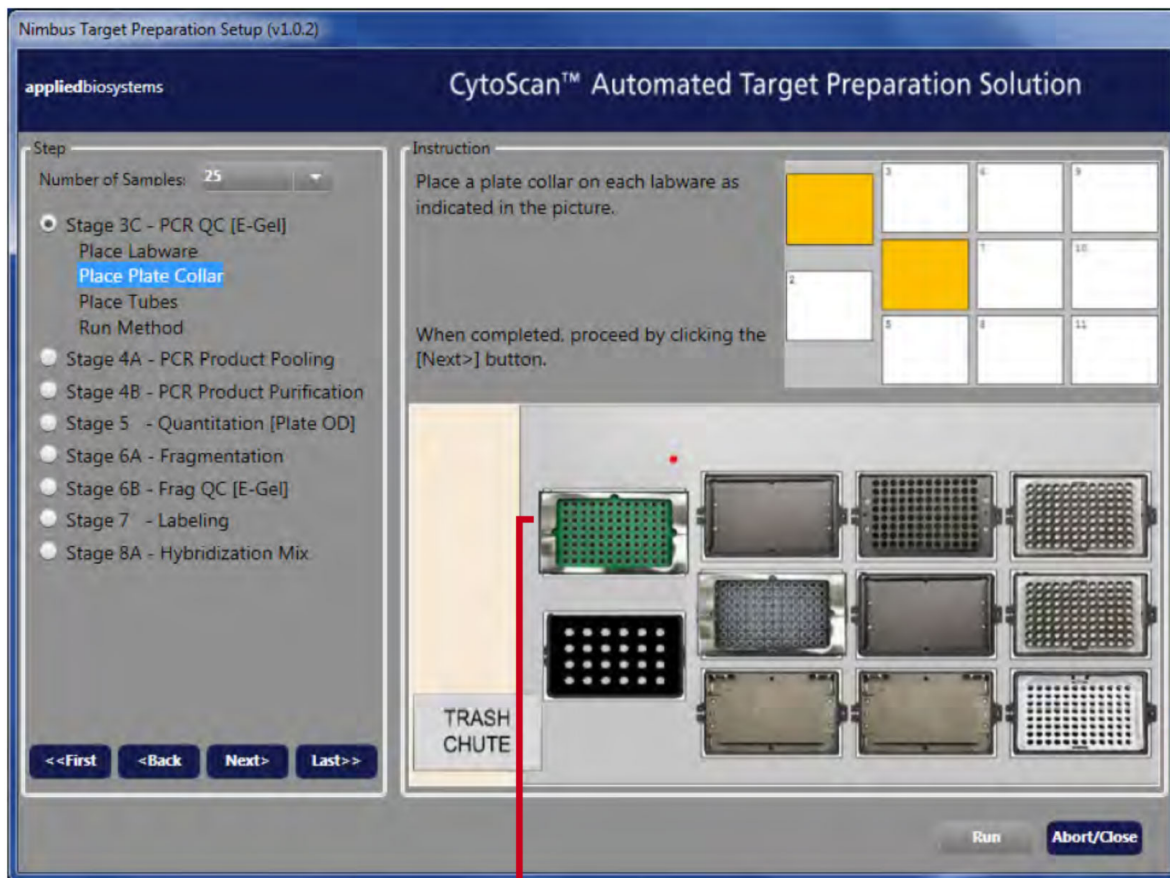 Nimbus Target Preparation Setup (v1.0.2)
appliedbiosystems
CytoScan™ Automated Target Preparation Solution
Step
Number of Samples: 25
Stage 3C - PCR QC [E-Gel]
Place Labware
Place Plate Collar
Place Tubes
Run Method
Stage 4A - PCR Product Pooling
Stage 4B - PCR Product Purification
Stage 5 - Quantitation [Plate OD]
Stage 6A - Fragmentation
Stage 6B - Frag QC [E-Gel]
Stage 7 - Labeling
Stage 8A - Hybridization Mix
<<First
<Back
Next>
Last>>
Instruction
Place a plate collar on each labware as
indicated in the picture.
When completed, proceed by clicking the
[Next>] button.
3 6 9
2 7 10
5 8 11
TRASH
CHUTE
Run
Abort/Close